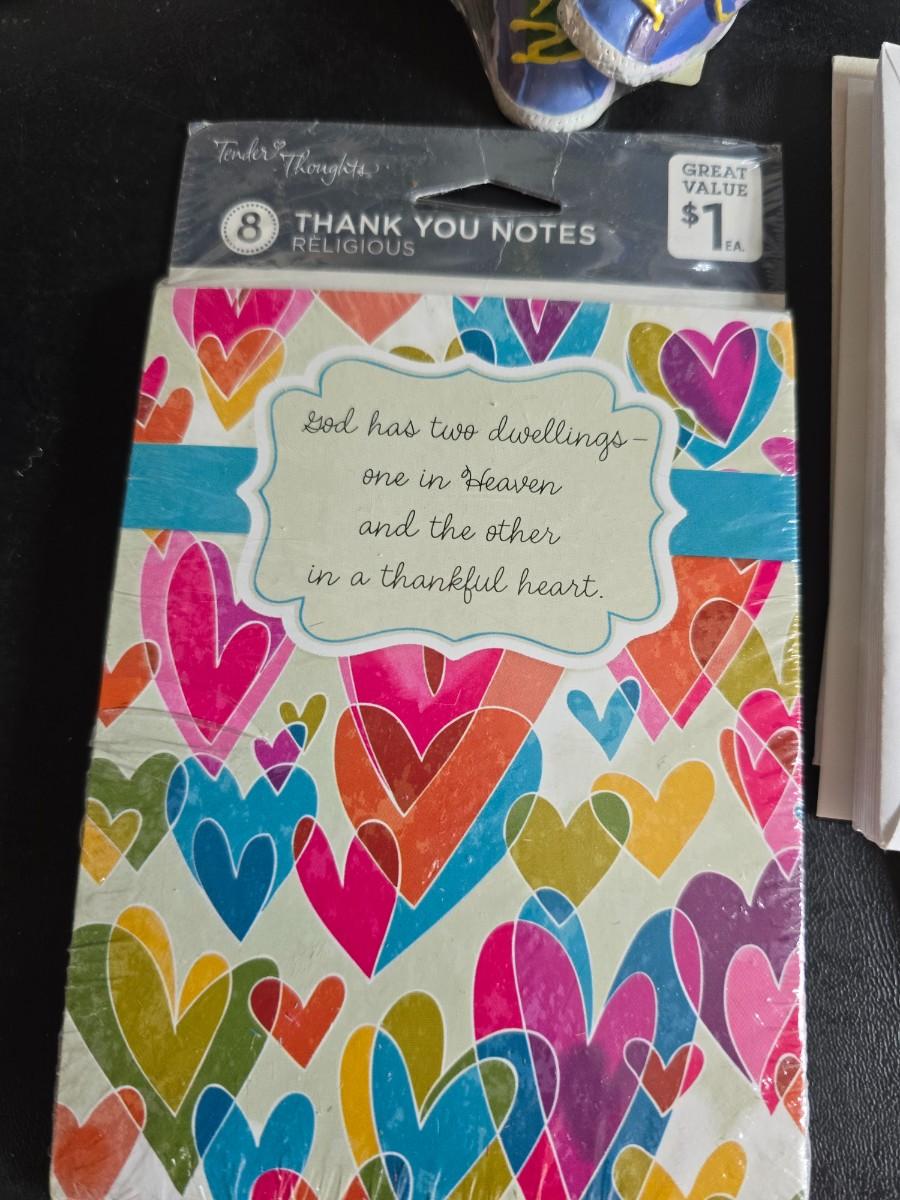 Tender Thoughts
GREAT
VALUE
$1 EA.
8 THANK YOU NOTES
RELIGIOUS
God has two dwellings–
one in Heaven
and the other
in a thankful heart.